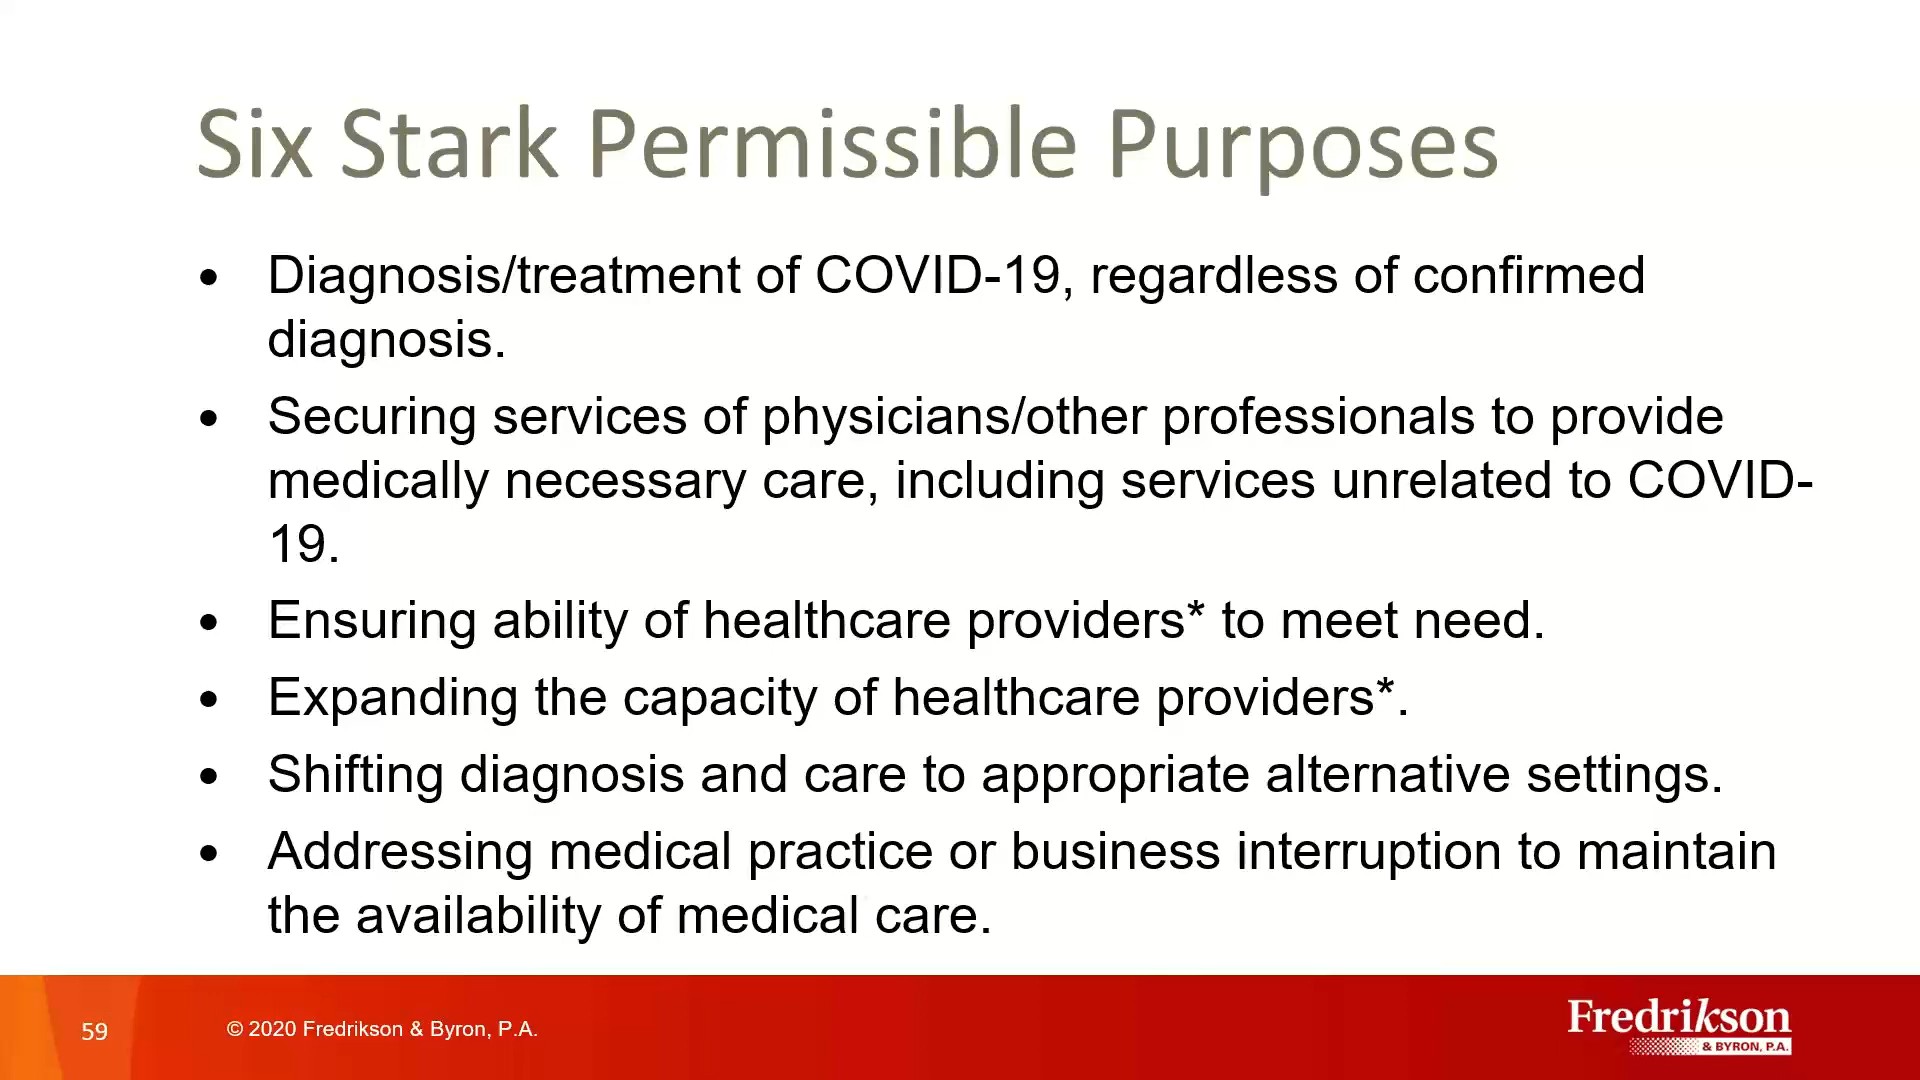 Six Stark Permissible Purposes
• Diagnosis/treatment of COVID-19, regardless of confirmed
diagnosis.
• Securing services of physicians/other professionals to provide
medically necessary care, including services unrelated to COVID-
19.
• Ensuring ability of healthcare providers* to meet need.
• Expanding the capacity of healthcare providers*.
• Shifting diagnosis and care to appropriate alternative settings.
• Addressing medical practice or business interruption to maintain
the availability of medical care.
59
© 2020 Fredrikson & Byron, P.A.
Fredrikson
& BYRON, P.A.